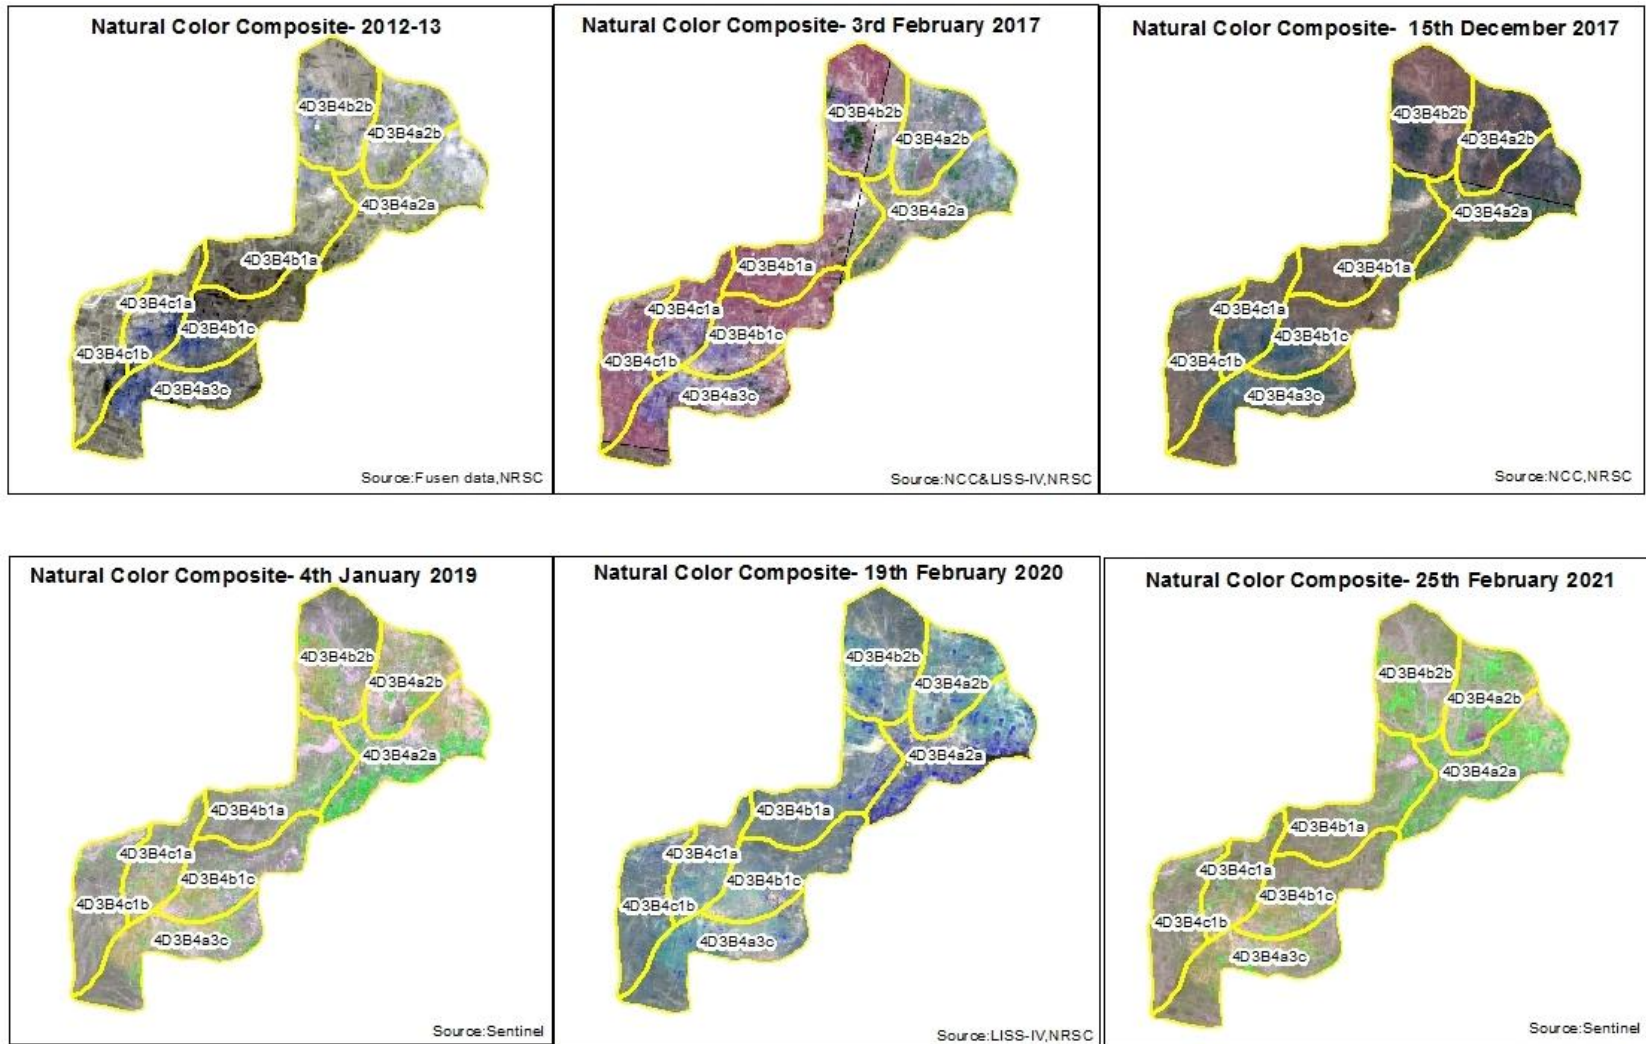 Natural Color Composite- 2012-13
4D3B4b2b
4D3B4a2b
4D3B4a2a
4D3B4b1a
4D3B4c1a
4D3B4b1c
4D3B4c1b
4D3B4a3c
Source:Fusen data,NRSC
Natural Color Composite- 3rd February 2017
4D3B4b2b
4D3B4a2b
4D3B4a2a
4D3B4b1a
4D3B4c1a
4D3B4b1c
4D3B4c1b
4D3B4a3c
Source:NCC&LISS-IV,NRSC
Natural Color Composite- 15th December 2017
4D3B4b2b
4D3B4a2b
4D3B4a2a
4D3B4b1a
4D3B4c1a
4D3B4b1c
4D3B4c1b
4D3B4a3c
Source:NCC,NRSC
Natural Color Composite- 4th January 2019
4D3B4b2b
4D3B4a2b
4D3B4a2a
4D3B4b1a
4D3B4c1a
4D3B4b1c
4D3B4c1b
4D3B4a3c
Source:Sentinel
Natural Color Composite- 19th February 2020
4D3B4b2b
4D3B4a2b
4D3B4a2a
4D3B4b1a
4D3B4c1a
4D3B4b1c
4D3B4c1b
4D3B4a3c
Source:LISS-IV,NRSC
Natural Color Composite- 25th February 2021
4D3B4b2b
4D3B4a2b
4D3B4a2a
4D3B4b1a
4D3B4c1a
4D3B4b1c
4D3B4c1b
4D3B4a3c
Source:Sentinel